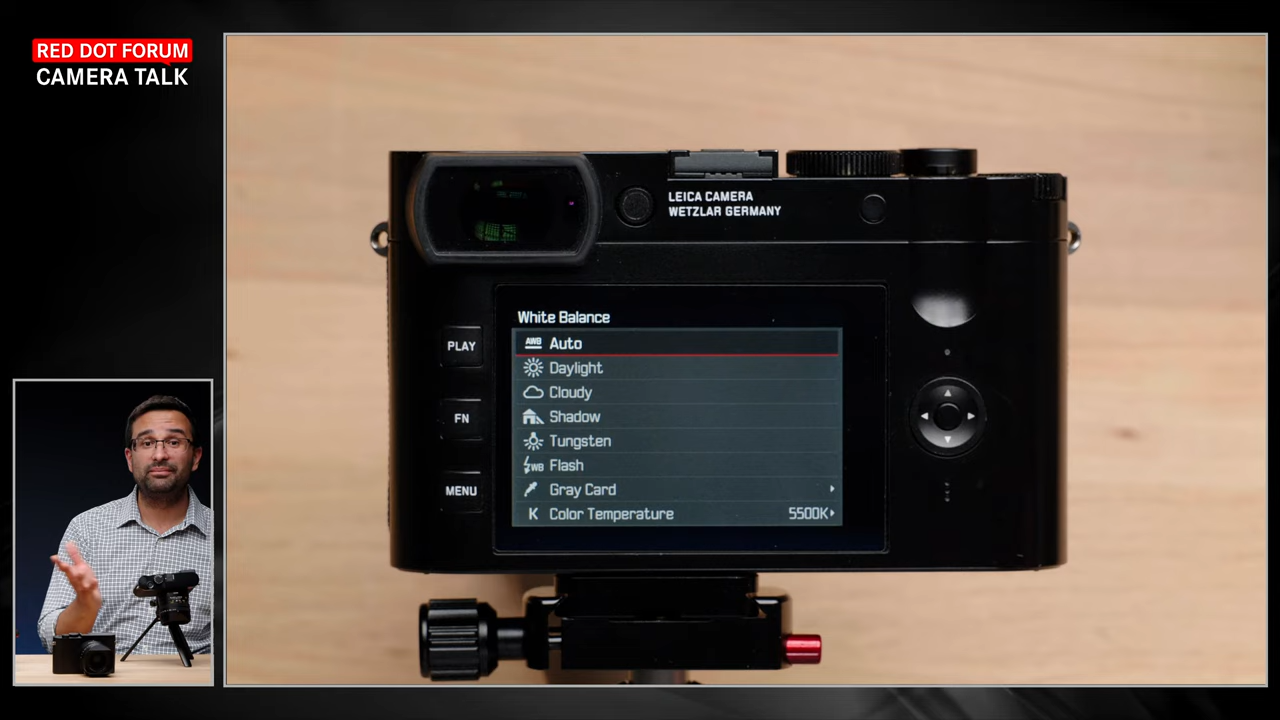 RED DOT FORUM
CAMERA TALK
LEICA CAMERA
WETZLAR GERMANY
PLAY
FN
MENU
White Balance
AWB Auto
Daylight
Cloudy
Shadow
Tungsten
WB Flash
Gray Card
K Color Temperature 5500K